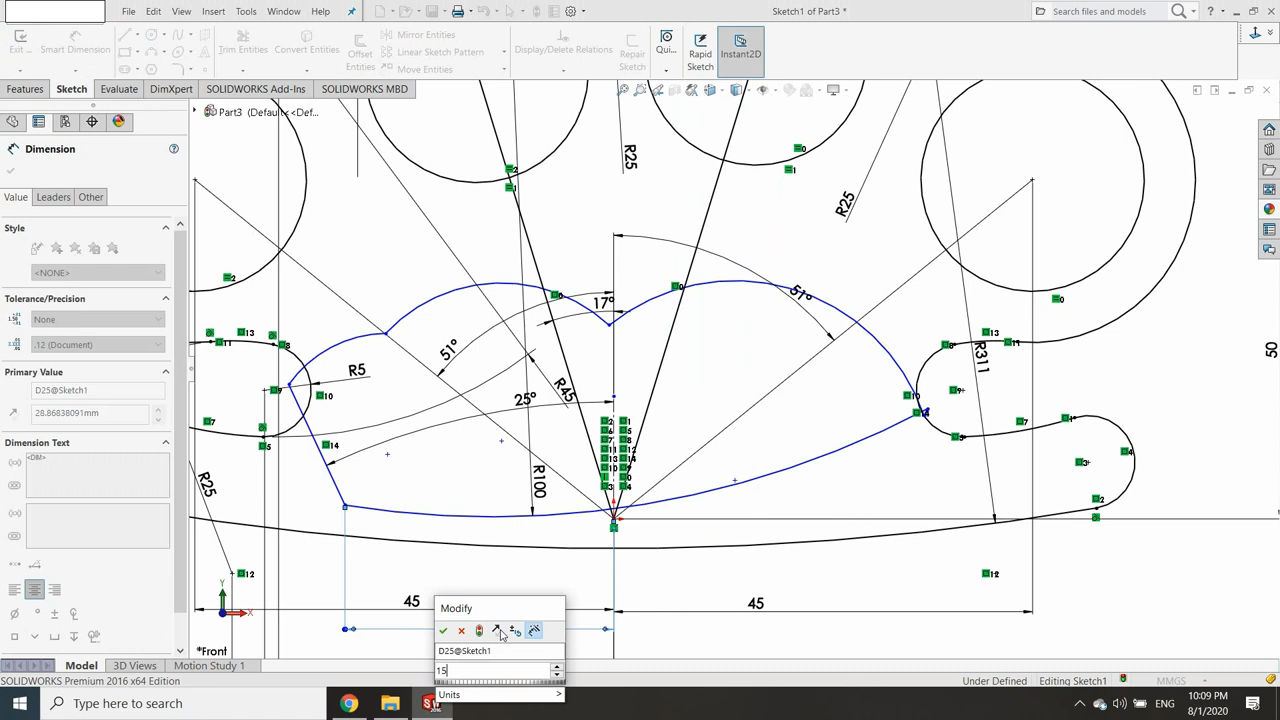 File Edit View Insert Tools Window Help
Sketch1 of Part3 *
Search files and models
Exit ...
Smart Dimension
Trim Entities
Convert Entities
Offset Entities
Mirror Entities
Linear Sketch Pattern
Move Entities
Display/Delete Relations
Repair Sketch
Qui...
Rapid Sketch
Instant2D
Features Sketch Evaluate DimXpert SOLIDWORKS Add-Ins SOLIDWORKS MBD
Part3 (Default<<Def...
Dimension
Value Leaders Other
Style
<NONE>
Tolerance/Precision
None
.12 (Document)
Primary Value
D25@Sketch1
28.86838091mm
Dimension Text
<DIM>
R25
R25
51°
17°
51°
R5
R45
25°
R100
R311
R25
50
45
45
Modify
D25@Sketch1
15
Units >
Y
X
*Front
Model 3D Views Motion Study 1
SOLIDWORKS Premium 2016 x64 Edition
Under Defined Editing Sketch1 MMGS
Type here to search
ENG
10:09 PM
8/1/2020